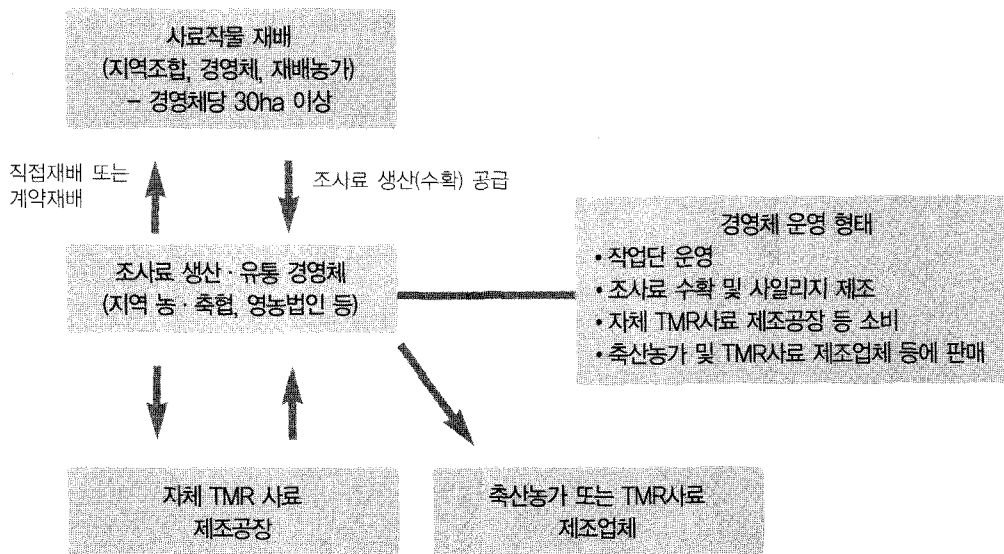 사료작물 재배
(지역조합, 경영체, 재배농가)
- 경영체당 30ha 이상
직접재배 또는
계약재배
조사료 생산(수확) 공급
조사료 생산·유통 경영체
(지역 농·축협, 영농법인 등)
경영체 운영 형태
•작업단 운영
•조사료 수확 및 사일리지 제조
•자체 TMR사료 제조공장 등 소비
•축산농가 및 TMR사료 제조업체 등에 판매
자체 TMR 사료
제조공장
축산농가 또는 TMR사료
제조업체